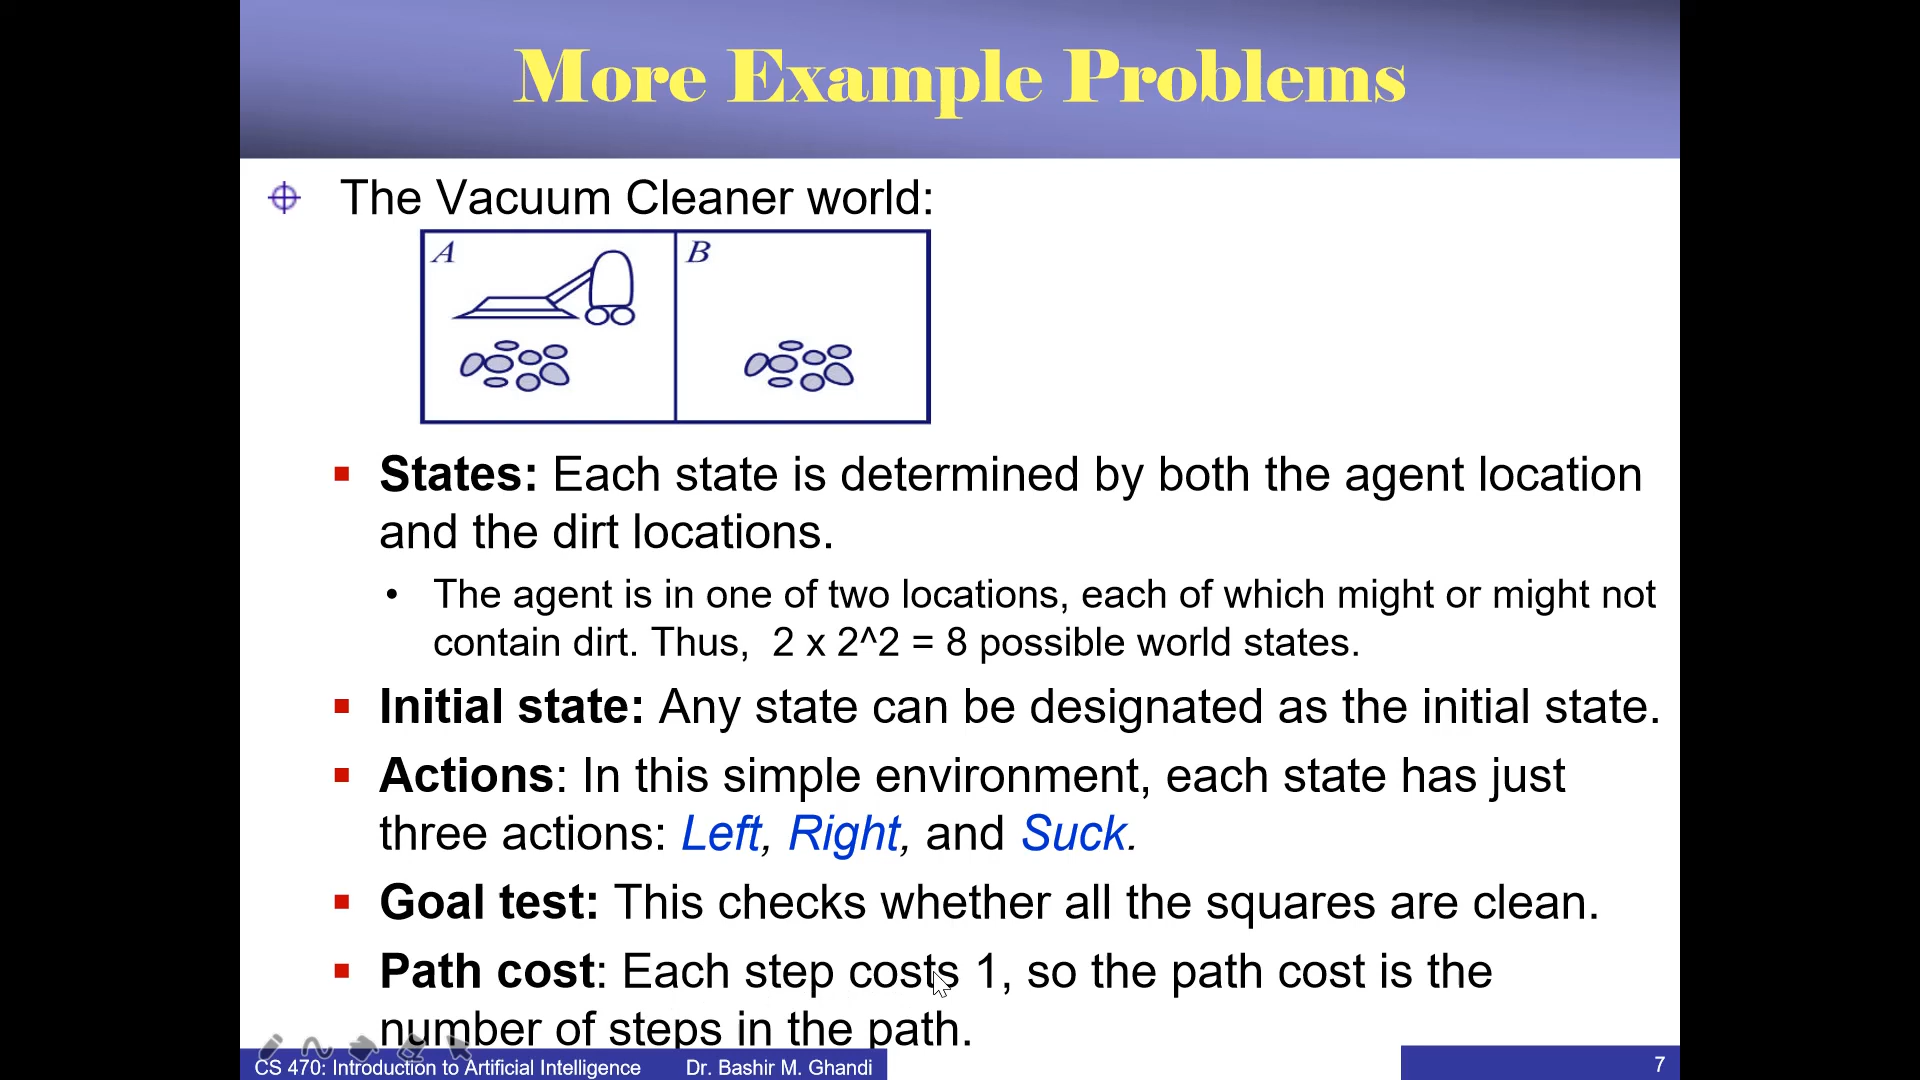 More Example Problems
The Vacuum Cleaner world:
A
B
States: Each state is determined by both the agent location
and the dirt locations.
• The agent is in one of two locations, each of which might or might not
contain dirt. Thus, 2 x 2^2 = 8 possible world states.
Initial state: Any state can be designated as the initial state.
Actions: In this simple environment, each state has just
three actions: Left, Right, and Suck.
Goal test: This checks whether all the squares are clean.
Path cost: Each step costs 1, so the path cost is the
number of steps in the path.
CS 470: Introduction to Artificial Intelligence Dr. Bashir M. Ghandi
7